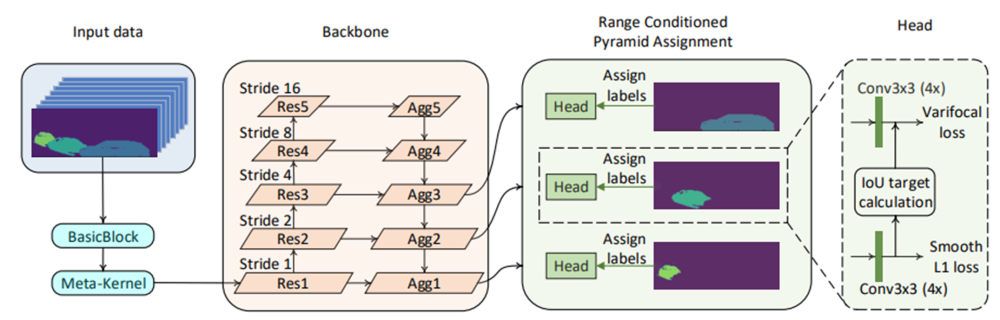 Input data
BasicBlock
Meta-Kernel
Backbone
Stride 16
Res5
Agg5
Stride 8
Res4
Agg4
Stride 4
Res3
Agg3
Stride 2
Res2
Agg2
Stride 1
Res1
Agg1
Range Conditioned
Pyramid Assignment
Head
Assign
labels
Head
Assign
labels
Head
Assign
labels
Head
Conv3x3 (4x)
Varifocal
loss
IoU target
calculation
Smooth
L1 loss
Conv3x3 (4x)